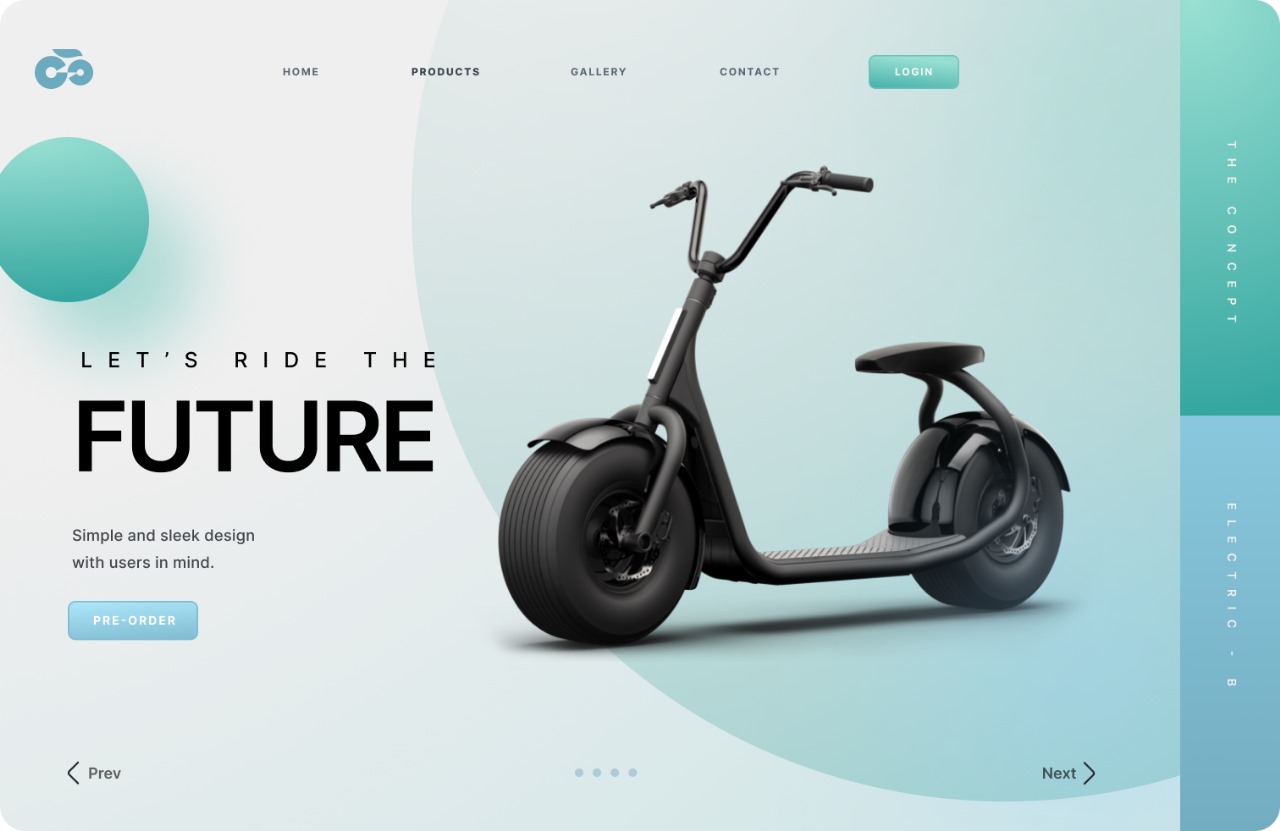 HOME PRODUCTS GALLERY CONTACT LOGIN
THE CONCEPT
LET’S RIDE THE
FUTURE
Simple and sleek design
with users in mind.
PRE-ORDER
ELECTRIC - B
Prev
Next